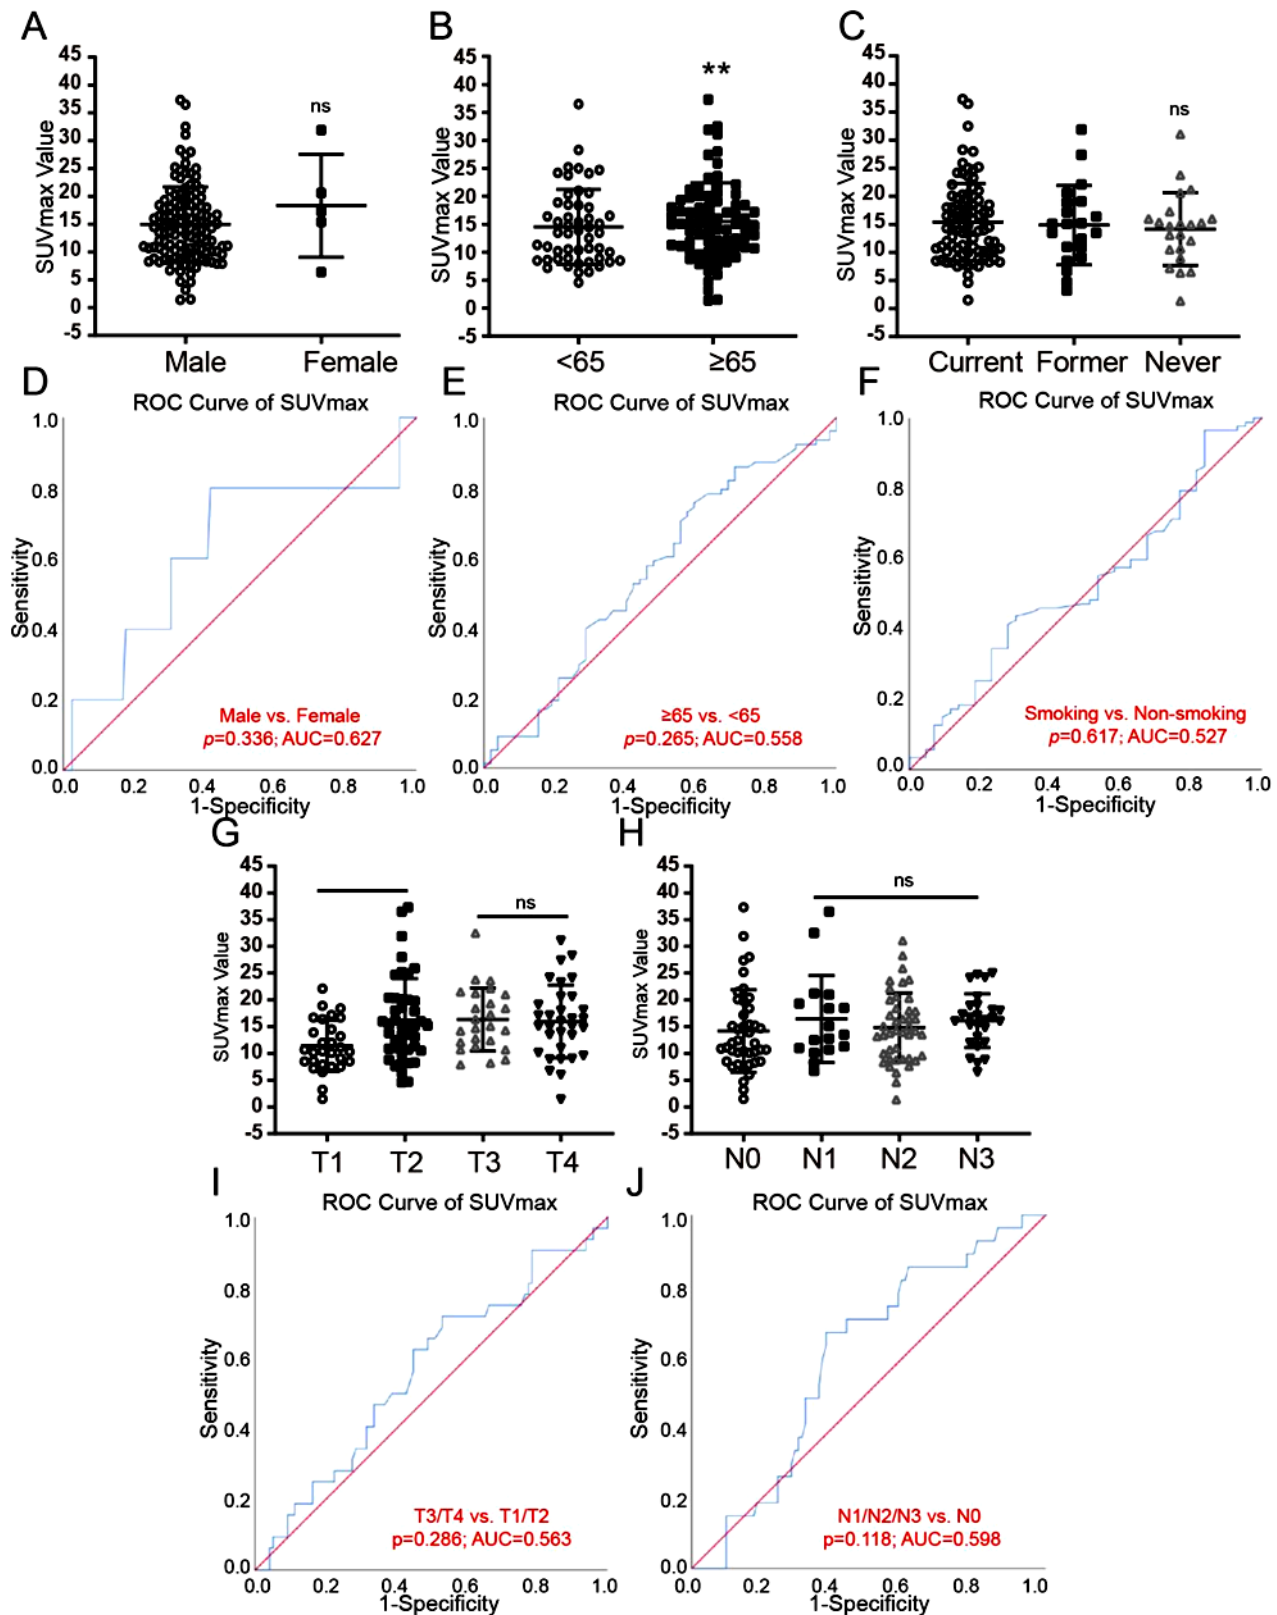 A
SUVmax Value
45
40
35
30
25
20
15
10
5
0
-5
ns
Male Female
B
SUVmax Value
45
40
35
30
25
20
15
10
5
0
-5
**
<65 ≥65
C
SUVmax Value
45
40
35
30
25
20
15
10
5
0
-5
ns
Current Former Never
D
ROC Curve of SUVmax
Sensitivity
1.0
0.8
0.6
0.4
0.2
0.0
Male vs. Female
p=0.336; AUC=0.627
0.0 0.2 0.4 0.6 0.8 1.0
1-Specificity
E
ROC Curve of SUVmax
Sensitivity
1.0
0.8
0.6
0.4
0.2
0.0
≥65 vs. <65
p=0.265; AUC=0.558
0.0 0.2 0.4 0.6 0.8 1.0
1-Specificity
F
ROC Curve of SUVmax
Sensitivity
1.0
0.8
0.6
0.4
0.2
0.0
Smoking vs. Non-smoking
p=0.617; AUC=0.527
0.0 0.2 0.4 0.6 0.8 1.0
1-Specificity
G
SUVmax Value
45
40
35
30
25
20
15
10
5
0
-5
ns
T1 T2 T3 T4
H
SUVmax Value
45
40
35
30
25
20
15
10
5
0
-5
ns
N0 N1 N2 N3
I
ROC Curve of SUVmax
Sensitivity
1.0
0.8
0.6
0.4
0.2
0.0
T3/T4 vs. T1/T2
p=0.286; AUC=0.563
0.0 0.2 0.4 0.6 0.8 1.0
1-Specificity
J
ROC Curve of SUVmax
Sensitivity
1.0
0.8
0.6
0.4
0.2
0.0
N1/N2/N3 vs. N0
p=0.118; AUC=0.598
0.0 0.2 0.4 0.6 0.8 1.0
1-Specificity